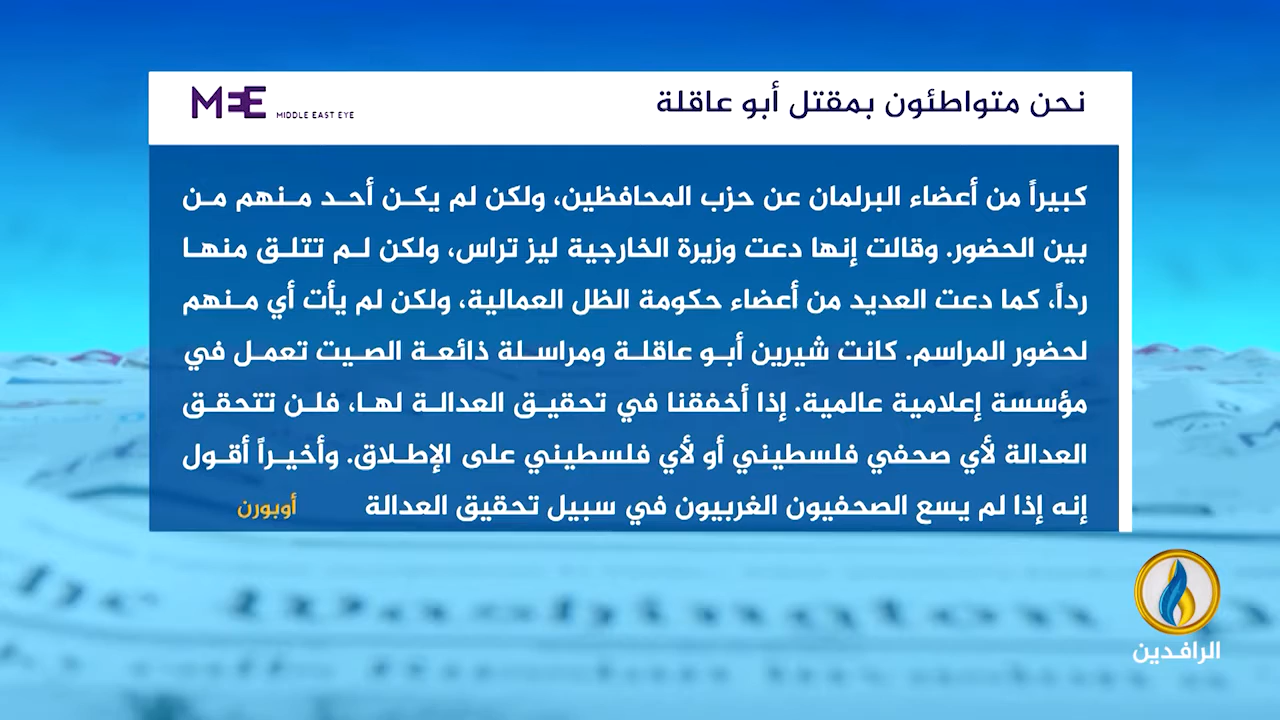 نحن متواطئون بمقتل أبو عاقلة
MEE MIDDLE EAST EYE
كبيراً من أعضاء البرلمان عن حزب المحافظين، ولكن لم يكن أحد منهم من
بين الحضور. وقالت إنها دعت وزيرة الخارجية ليز تراس، ولكن لم تتلق منها
رداً، كما دعت العديد من أعضاء حكومة الظل العمالية، ولكن لم يأت أي منهم
لحضور المراسم. كانت شيرين أبو عاقلة ومراسلة ذائعة الصيت تعمل في
مؤسسة إعلامية عالمية. إذا أخفقنا في تحقيق العدالة لها، فلن تتحقق
العدالة لأي صحفي فلسطيني أو لأي فلسطيني على الإطلاق. وأخيراً أقول
إنه إذا لم يسع الصحفيون الغربيون في سبيل تحقيق العدالة
أوبورن
الرافدين